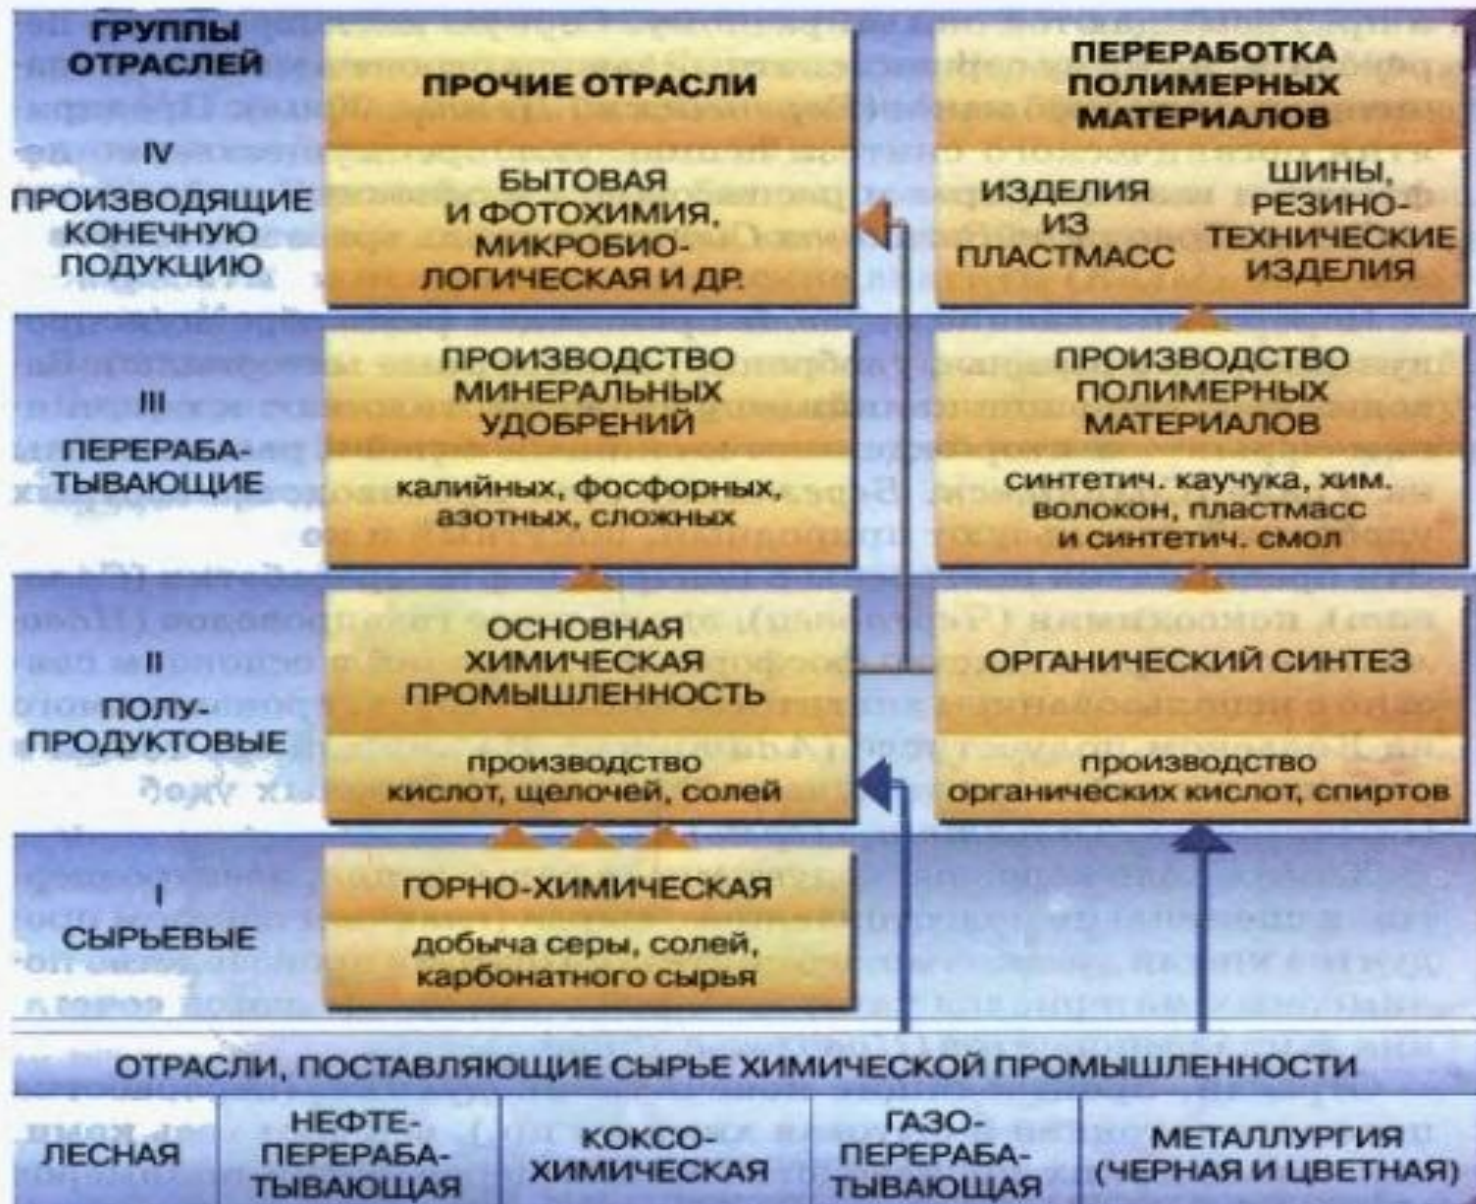 ГРУППЫ
ОТРАСЛЕЙ
IV
ПРОИЗВОДЯЩИЕ
КОНЕЧНУЮ
ПОДУКЦИЮ
ПРОЧИЕ ОТРАСЛИ
БЫТОВАЯ
И ФОТОХИМИЯ,
МИКРОБИО-
ЛОГИЧЕСКАЯ И ДР.
ПЕРЕРАБОТКА
ПОЛИМЕРНЫХ
МАТЕРИАЛОВ
ИЗДЕЛИЯ
ИЗ
ПЛАСТМАСС
ШИНЫ,
РЕЗИНО-
ТЕХНИЧЕСКИЕ
ИЗДЕЛИЯ
III
ПЕРЕРАБА-
ТЫВАЮЩИЕ
ПРОИЗВОДСТВО
МИНЕРАЛЬНЫХ
УДОБРЕНИЙ
калийных, фосфорных,
азотных, сложных
ПРОИЗВОДСТВО
ПОЛИМЕРНЫХ
МАТЕРИАЛОВ
синтетич. каучука, хим.
волокон, пластмасс
и синтетич. смол
II
ПОЛУ-
ПРОДУКТОВЫЕ
ОСНОВНАЯ
ХИМИЧЕСКАЯ
ПРОМЫШЛЕННОСТЬ
производство
кислот, щелочей, солей
ОРГАНИЧЕСКИЙ СИНТЕЗ
производство
органических кислот, спиртов
I
СЫРЬЕВЫЕ
ГОРНО-ХИМИЧЕСКАЯ
добыча серы, солей,
карбонатного сырья
ОТРАСЛИ, ПОСТАВЛЯЮЩИЕ СЫРЬЕ ХИМИЧЕСКОЙ ПРОМЫШЛЕННОСТИ
ЛЕСНАЯ
НЕФТЕ-
ПЕРЕРАБА-
ТЫВАЮЩАЯ
КОКСО-
ХИМИЧЕСКАЯ
ГАЗО-
ПЕРЕРАБА-
ТЫВАЮЩАЯ
МЕТАЛЛУРГИЯ
(ЧЕРНАЯ И ЦВЕТНАЯ)